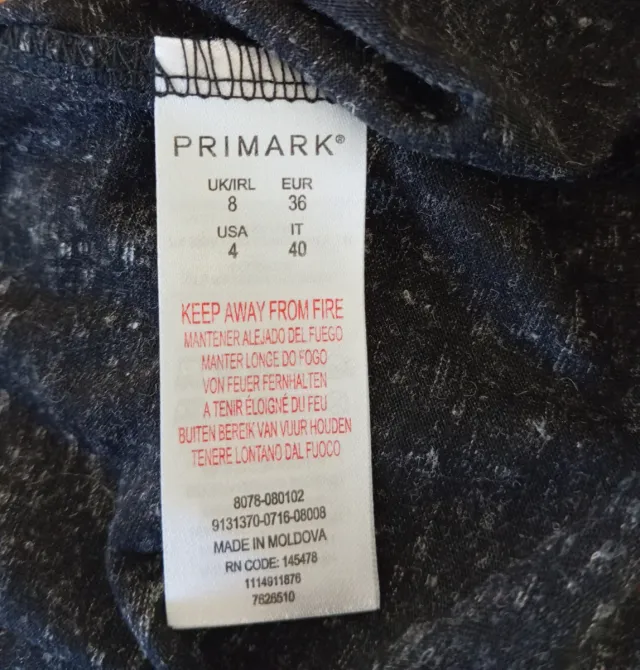 PRIMARK®
UK/IRL EUR
8 36
USA IT
4 40
KEEP AWAY FROM FIRE
MANTENER ALEJADO DEL FUEGO
MANTER LONGE DO FOGO
VON FEUER FERNHALTEN
A TENIR ÉLOIGNÉ DU FEU
BUITEN BEREIK VAN VUUR HOUDEN
TENERE LONTANO DAL FUOCO
8078-080102
9131370-0716-08008
MADE IN MOLDOVA
RN CODE: 145478
1114911876
7626510